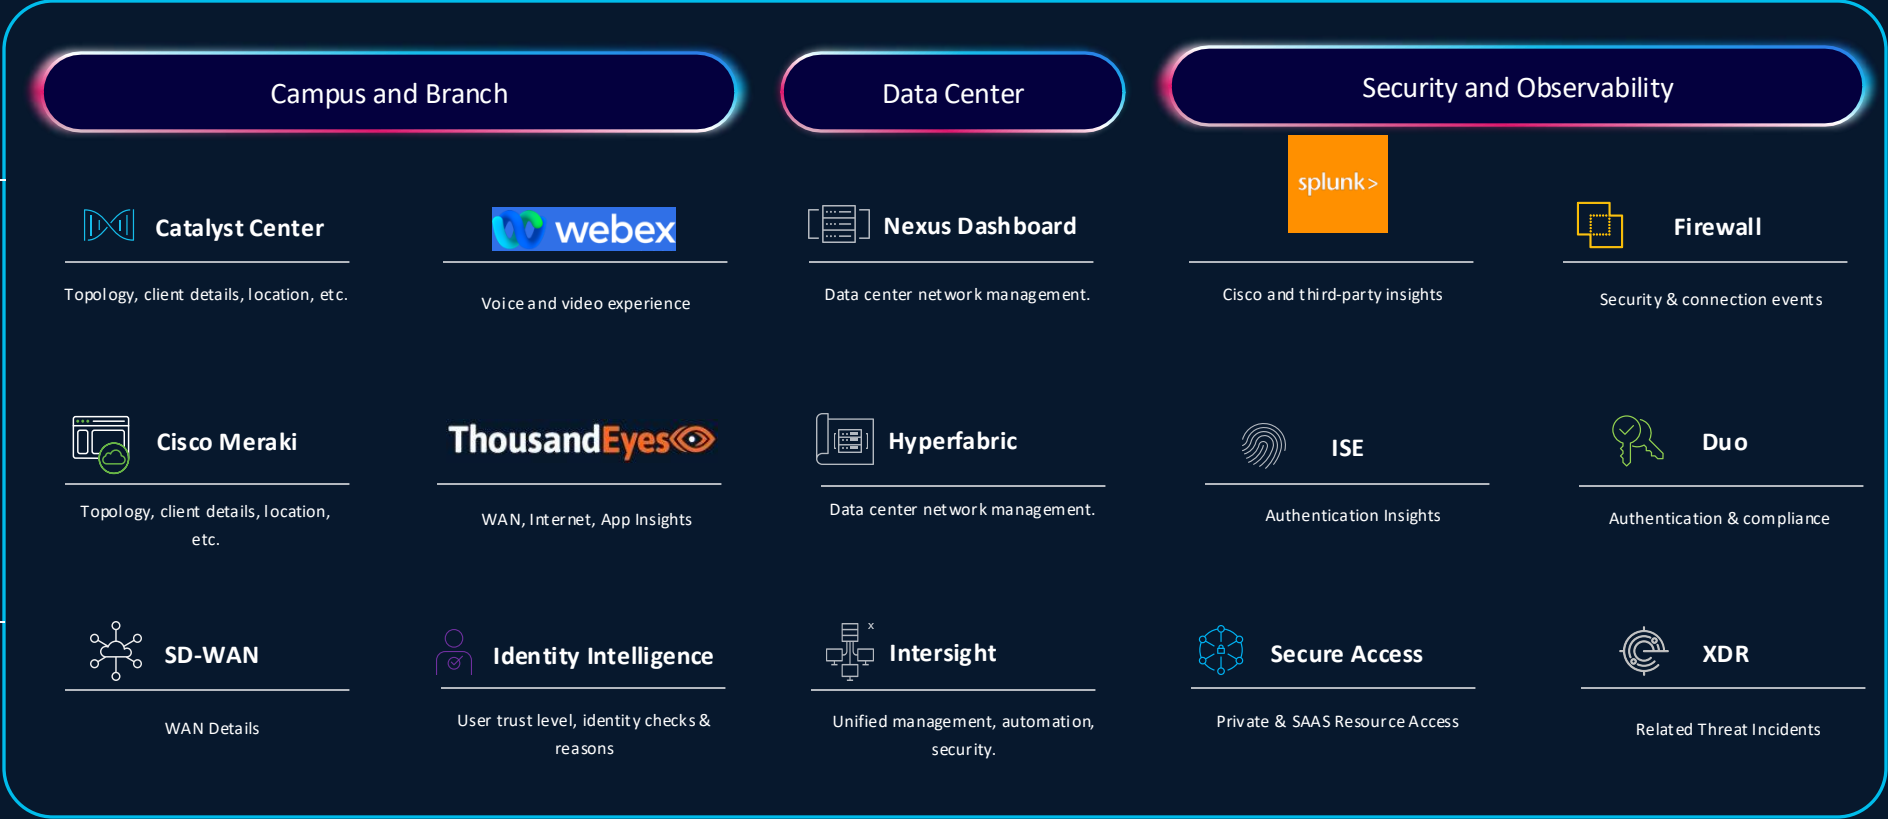 Campus and Branch
Data Center
Security and Observability
Catalyst Center
Topology, client details, location, etc.
webex
Voice and video experience
Nexus Dashboard
Data center network management.
splunk>
Cisco and third-party insights
Firewall
Security & connection events
Cisco Meraki
Topology, client details, location,
etc.
ThousandEyes
WAN, Internet, App Insights
Hyperfabric
Data center network management.
ISE
Authentication Insights
Duo
Authentication & compliance
SD-WAN
WAN Details
Identity Intelligence
User trust level, identity checks &
reasons
x
Intersight
Unified management, automation,
security.
Secure Access
Private & SAAS Resource Access
XDR
Related Threat Incidents